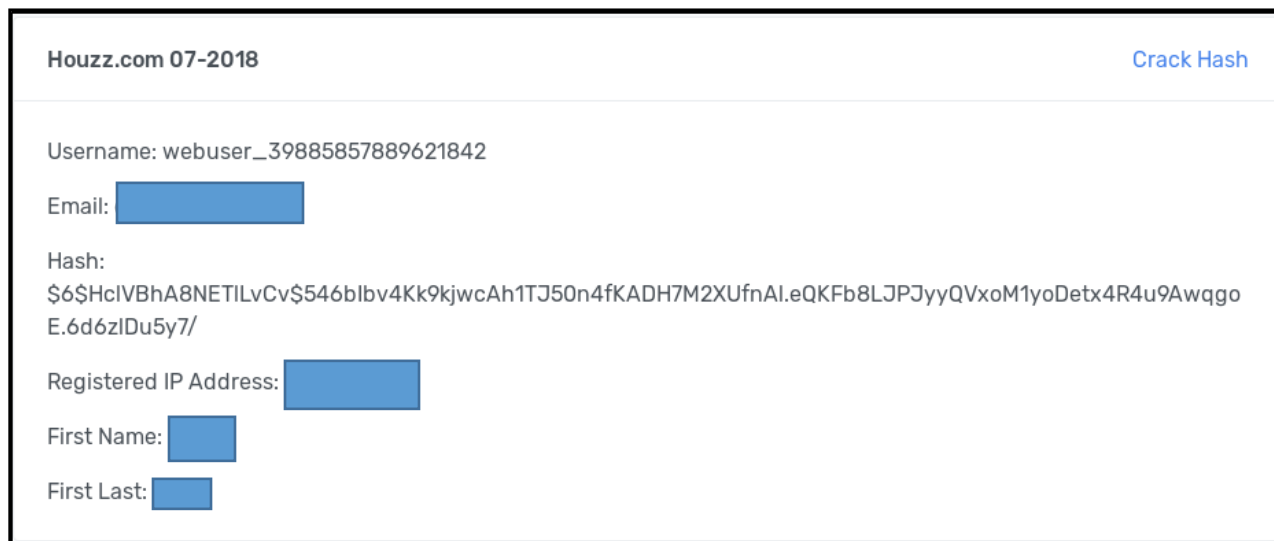 Houzz.com 07-2018
Crack Hash
Username: webuser_39885857889621842
Email:
Hash:
$6$HclVBhA8NETlLvCv$546bIbv4Kk9kjwcAh1TJ50n4fKADH7M2XUfnAl.eQKFb8LJPJyyQVxoM1yoDetx4R4u9Awqgo
E.6d6zlDu5y7/
Registered IP Address:
First Name:
First Last: